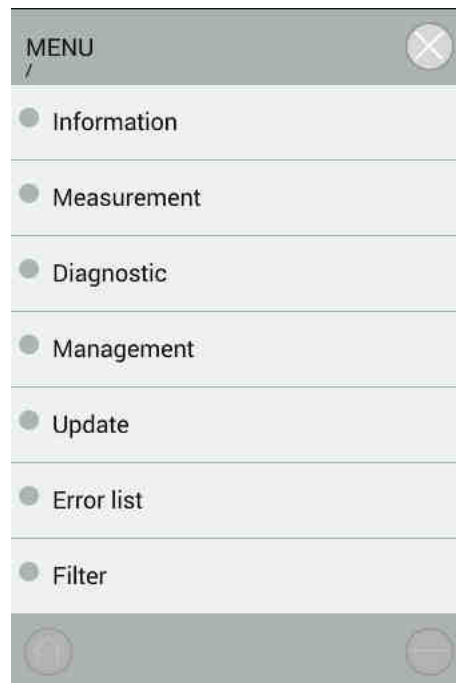 MENU
/
Information
Measurement
Diagnostic
Management
Update
Error list
Filter